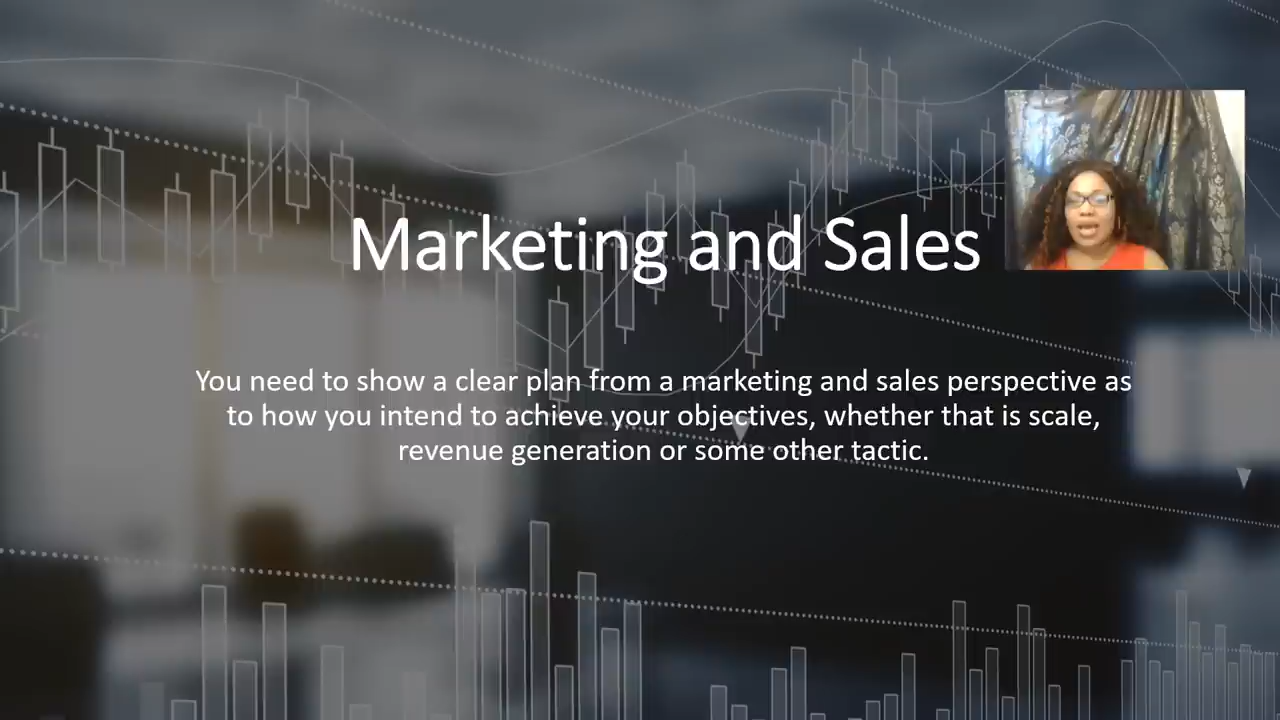 Marketing and Sales
You need to show a clear plan from a marketing and sales perspective as
to how you intend to achieve your objectives, whether that is scale,
revenue generation or some other tactic.